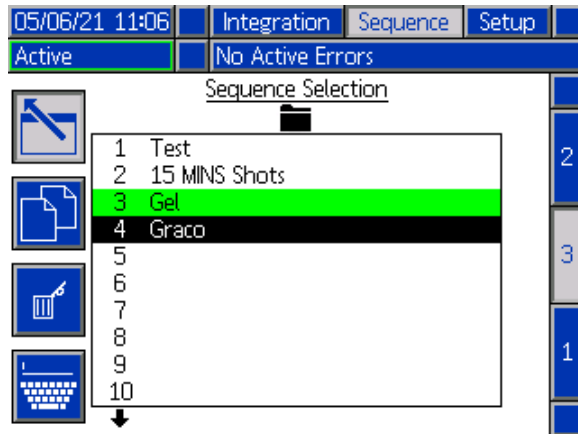 05/06/21 11:06 Integration Sequence Setup
Active No Active Errors
Sequence Selection
1 Test
2 15 MINS Shots
3 Gel
4 Graco
5
6
7
8
9
10
2
3
1